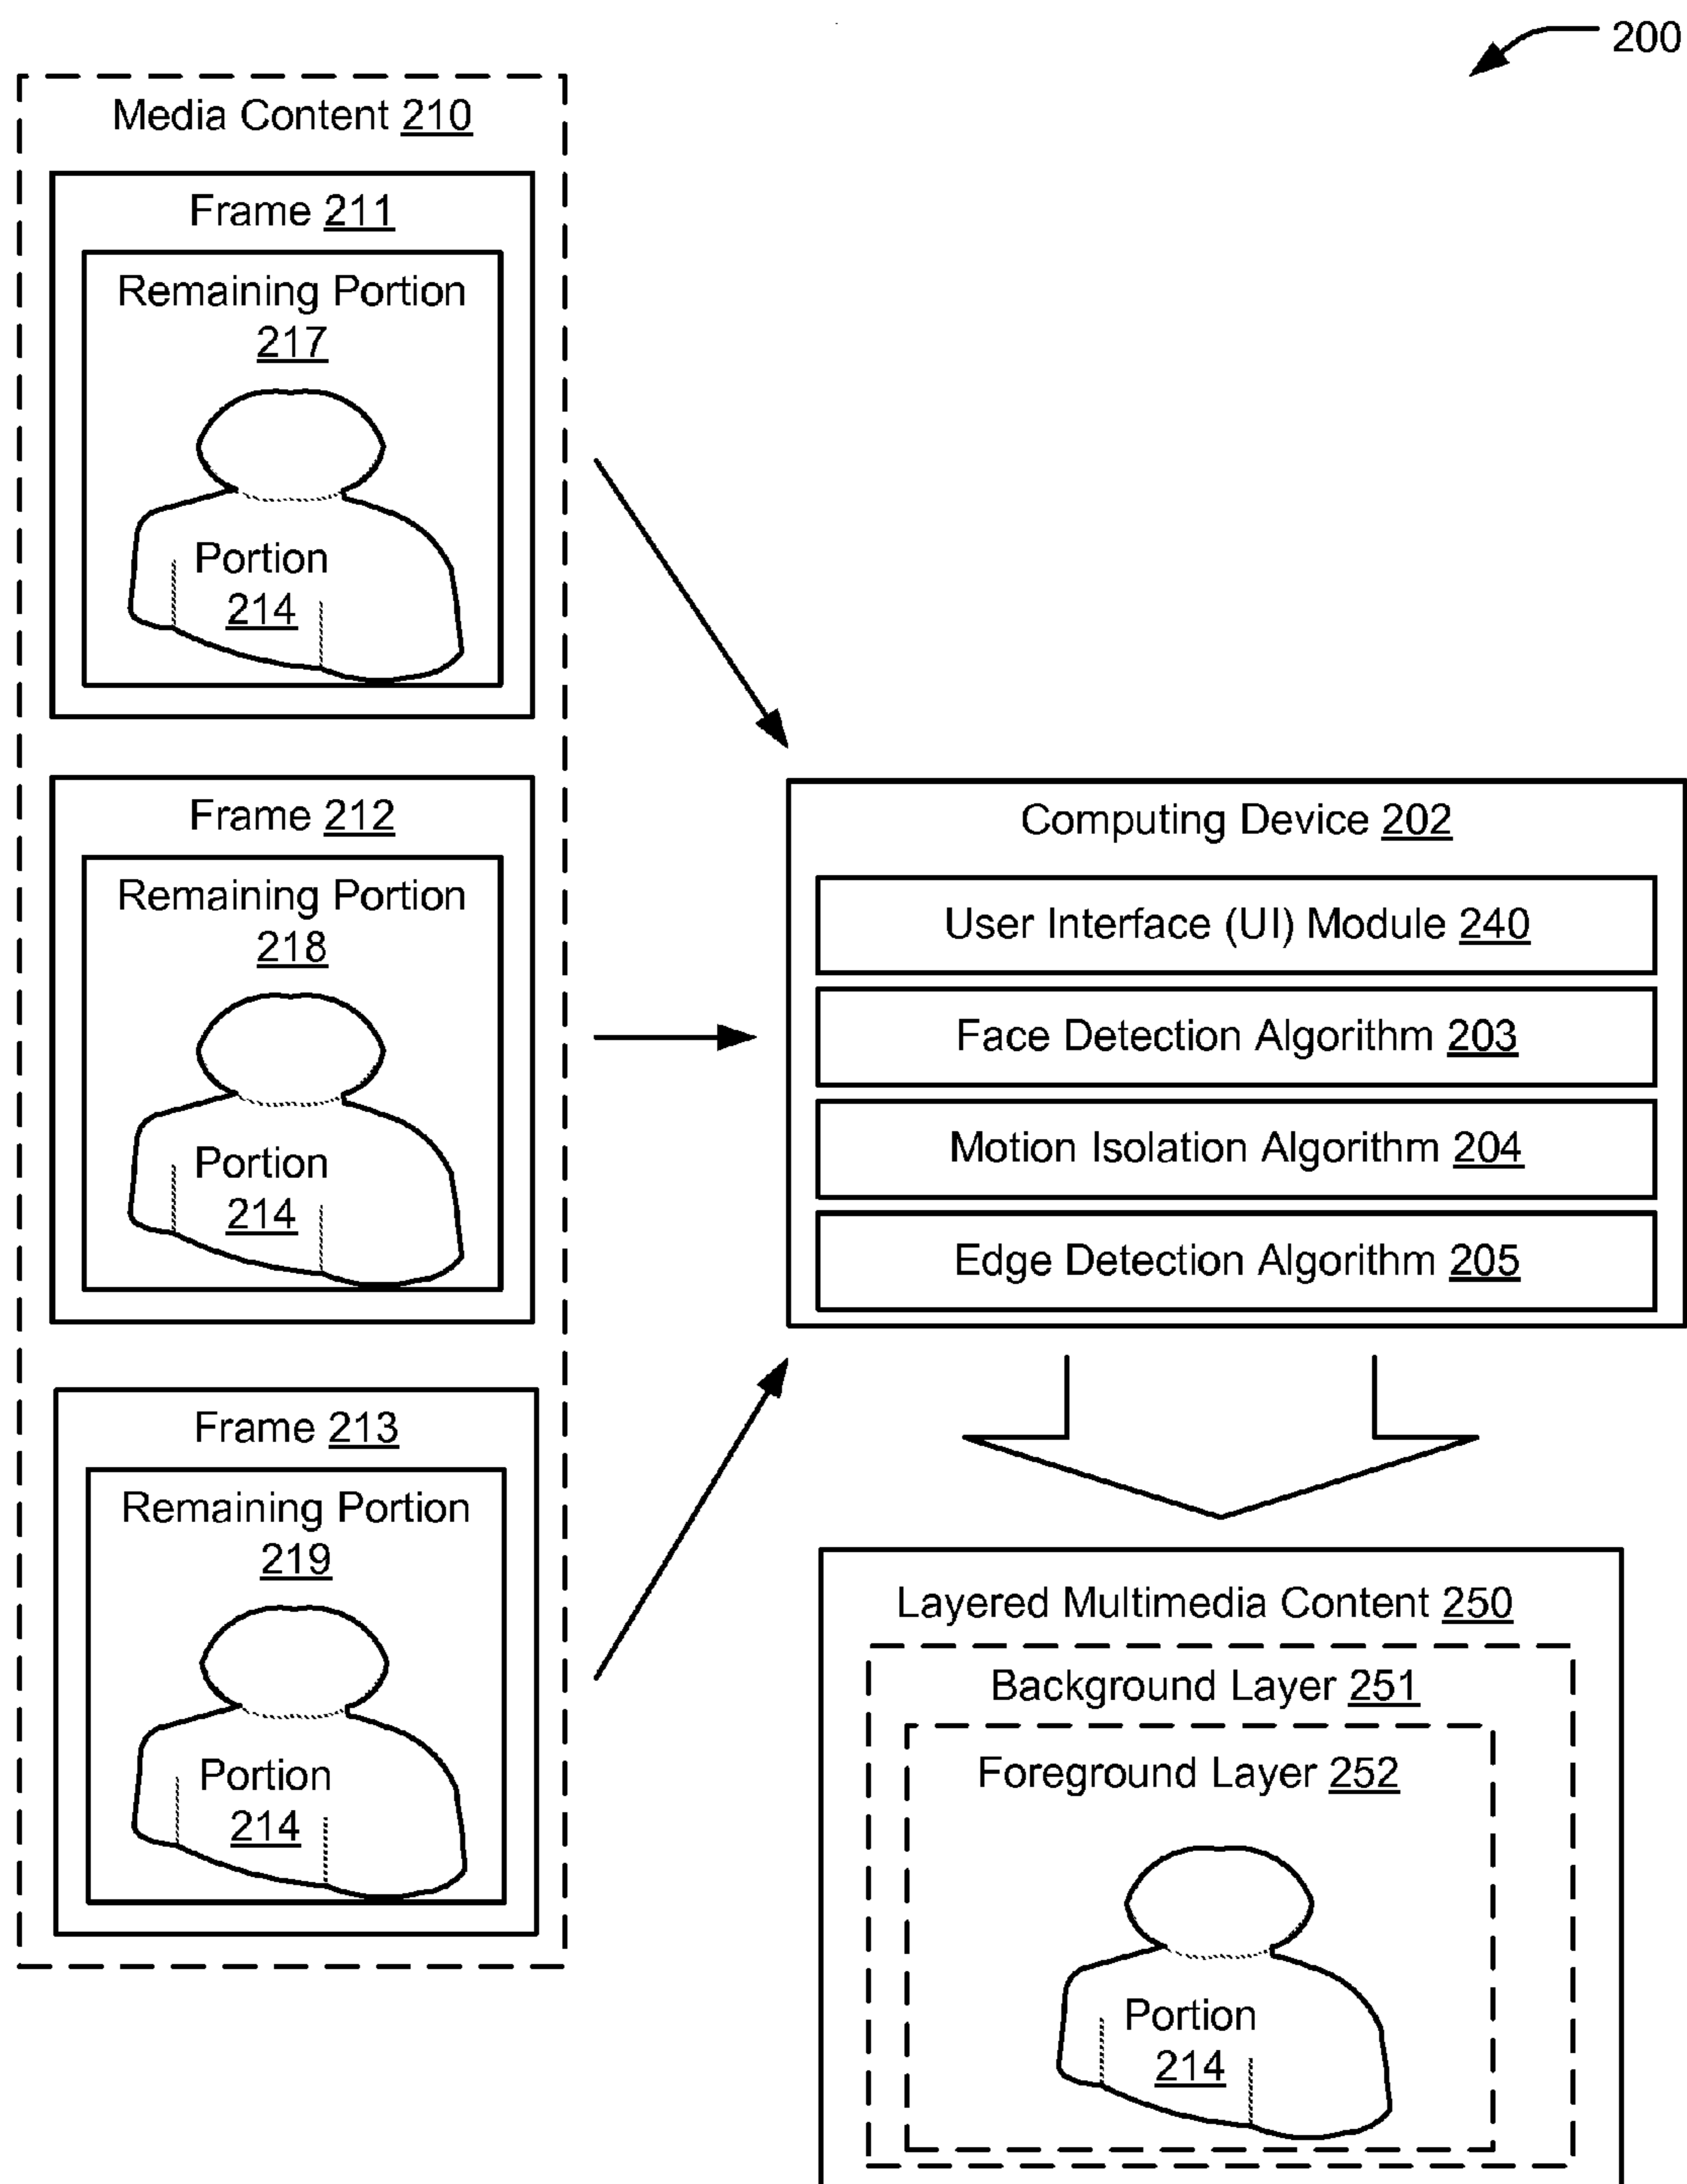 200
Media Content 210
Frame 211
Remaining Portion
217
Portion
214
Frame 212
Remaining Portion
218
Portion
214
Frame 213
Remaining Portion
219
Portion
214
Computing Device 202
User Interface (UI) Module 240
Face Detection Algorithm 203
Motion Isolation Algorithm 204
Edge Detection Algorithm 205
Layered Multimedia Content 250
Background Layer 251
Foreground Layer 252
Portion
214